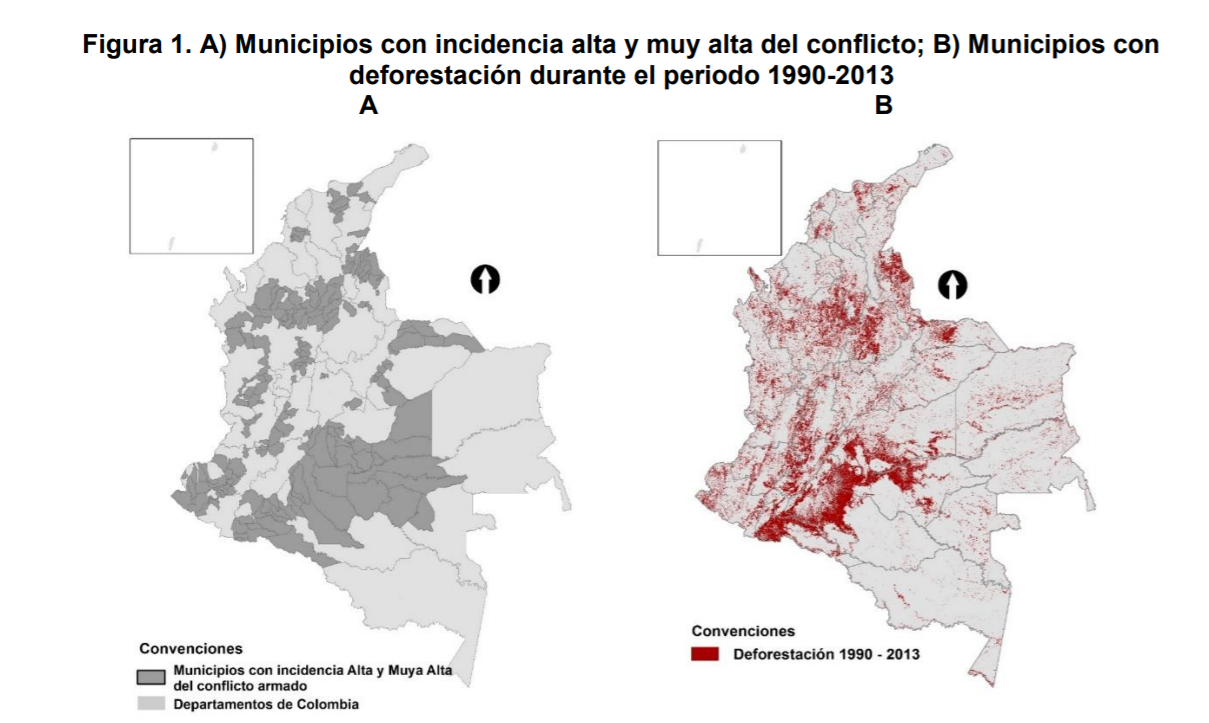 Figura 1. A) Municipios con incidencia alta y muy alta del conflicto; B) Municipios con
deforestación durante el periodo 1990-2013
A
B
Convenciones
Municipios con incidencia Alta y Muya Alta
del conflicto armado
Departamentos de Colombia
Convenciones
Deforestación 1990 - 2013